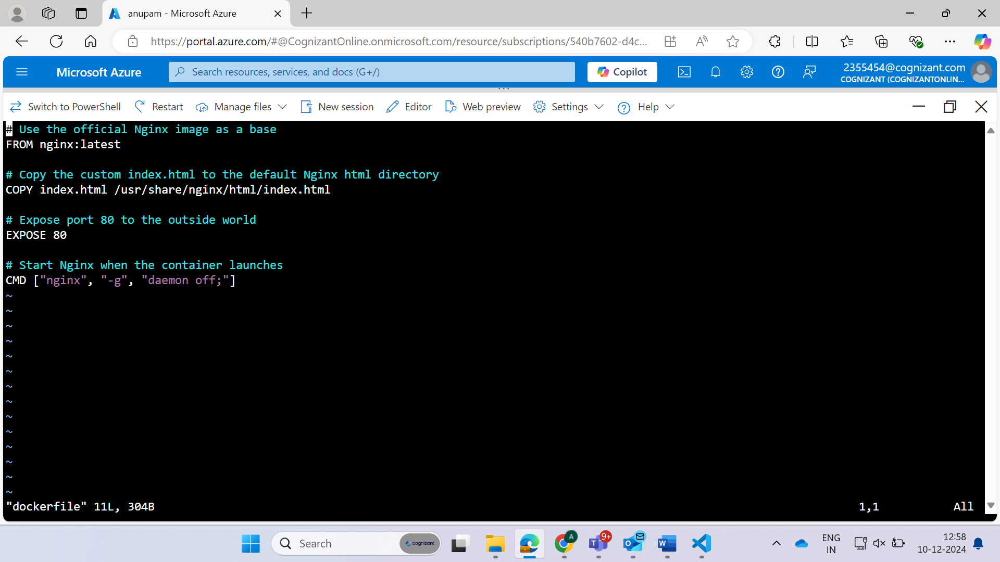 anupam - Microsoft Azure
https://portal.azure.com/#@CognizantOnline.onmicrosoft.com/resource/subscriptions/540b7602-d4c...
Microsoft Azure
Search resources, services, and docs (G+/)
Copilot
2355454@cognizant.com
COGNIZANT (COGNIZANTONLIN...
Switch to PowerShell
Restart
Manage files
New session
Editor
Web preview
Settings
Help
# Use the official Nginx image as a base
FROM nginx:latest
# Copy the custom index.html to the default Nginx html directory
COPY index.html /usr/share/nginx/html/index.html
# Expose port 80 to the outside world
EXPOSE 80
# Start Nginx when the container launches
CMD ["nginx", "-g", "daemon off;"]
~
~
~
~
~
~
~
~
~
~
~
~
~
~
"dockerfile" 11L, 304B
1,1
All
Search
cognizant
A
9+
ENG
IN
12:58
10-12-2024